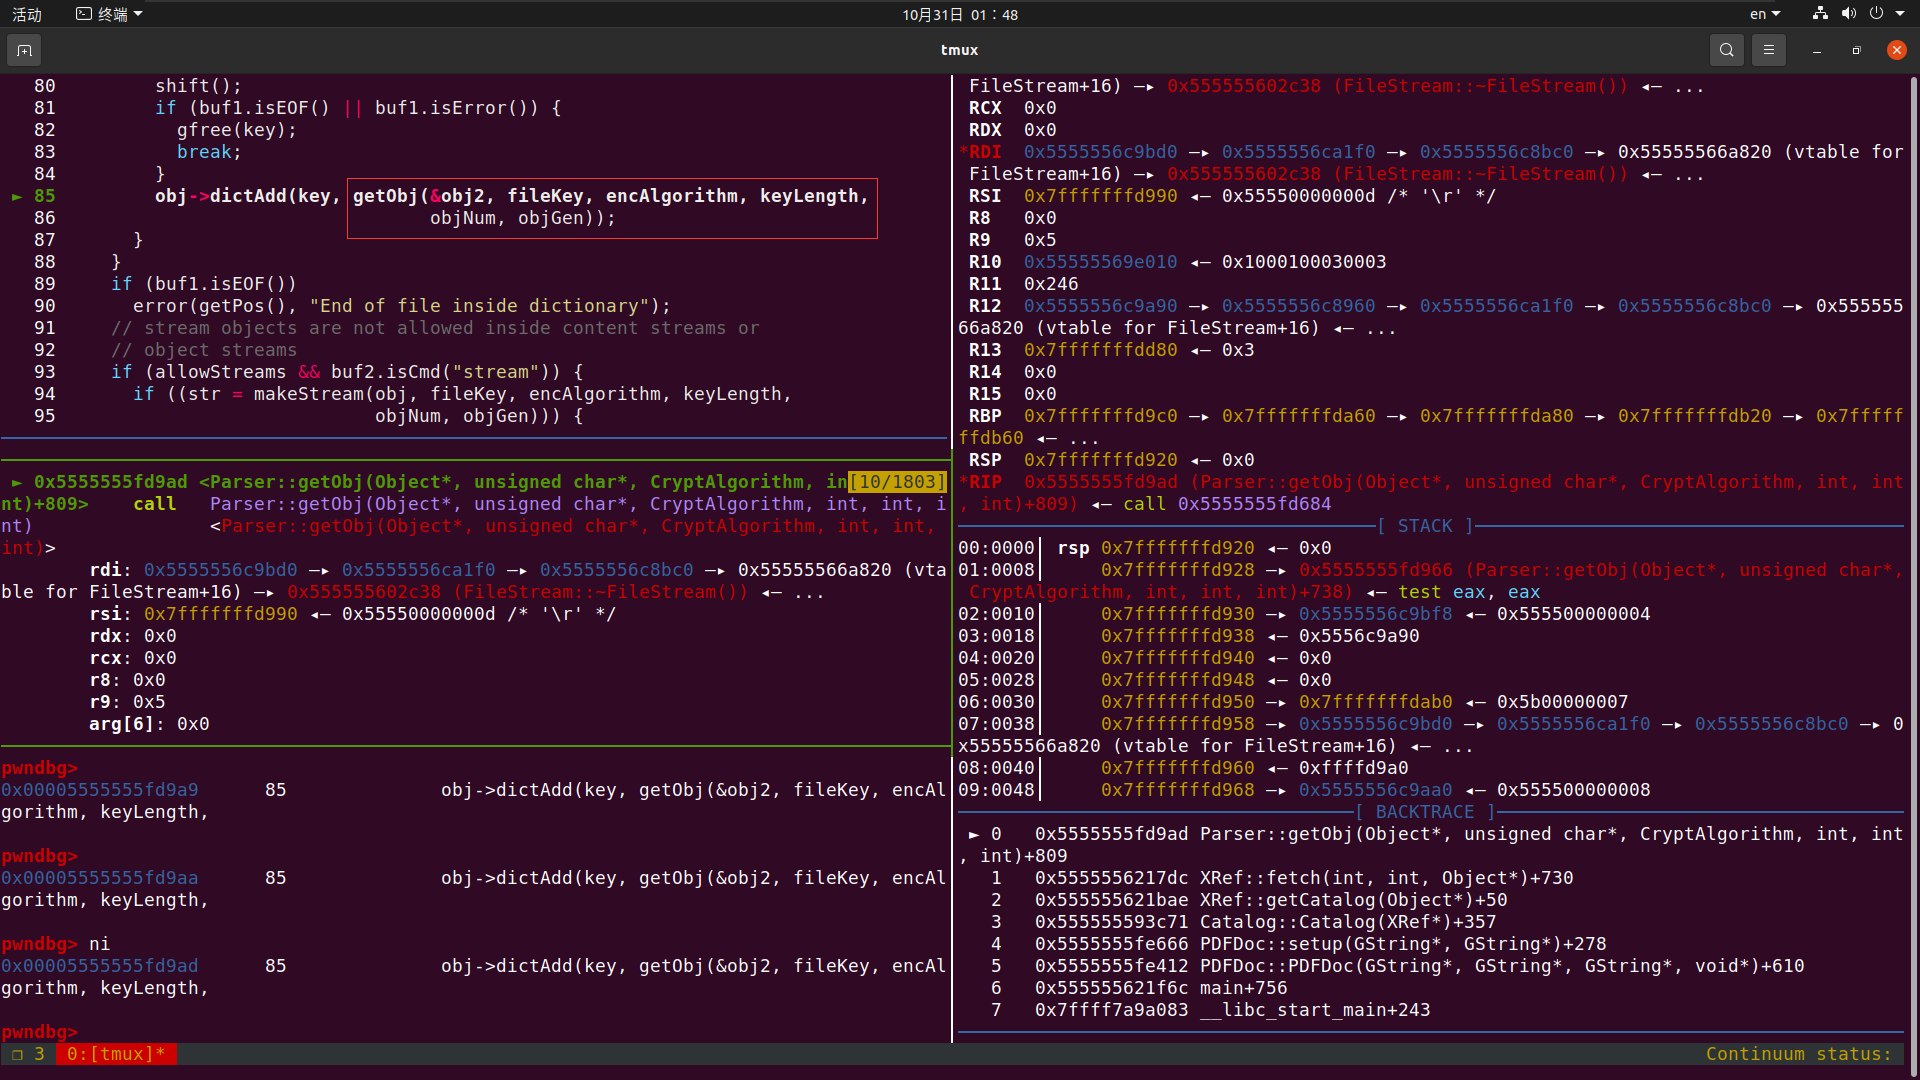 活动 终端 10月31日 01：48 en
tmux
80 shift();
81 if (buf1.isEOF() || buf1.isError()) {
82 gfree(key);
83 break;
84 }
► 85 obj->dictAdd(key, getObj(&obj2, fileKey, encAlgorithm, keyLength,
86 objNum, objGen));
87 }
88 }
89 if (buf1.isEOF())
90 error(getPos(), "End of file inside dictionary");
91 // stream objects are not allowed inside content streams or
92 // object streams
93 if (allowStreams && buf2.isCmd("stream")) {
94 if ((str = makeStream(obj, fileKey, encAlgorithm, keyLength,
95 objNum, objGen))) {
► 0x5555555fd9ad <Parser::getObj(Object*, unsigned char*, CryptAlgorithm, in[10/1803]
nt)+809> call Parser::getObj(Object*, unsigned char*, CryptAlgorithm, int, int, i
nt) <Parser::getObj(Object*, unsigned char*, CryptAlgorithm, int, int,
int)>
rdi: 0x5555556c9bd0 —▸ 0x5555556ca1f0 —▸ 0x5555556c8bc0 —▸ 0x55555566a820 (vta
ble for FileStream+16) —▸ 0x555555602c38 (FileStream::~FileStream()) ◂— ...
rsi: 0x7fffffffd990 ◂— 0x55550000000d /* '\r' */
rdx: 0x0
rcx: 0x0
r8: 0x0
r9: 0x5
arg[6]: 0x0
pwndbg>
0x00005555555fd9a9 85 obj->dictAdd(key, getObj(&obj2, fileKey, encAl
gorithm, keyLength,
pwndbg>
0x00005555555fd9aa 85 obj->dictAdd(key, getObj(&obj2, fileKey, encAl
gorithm, keyLength,
pwndbg> ni
0x00005555555fd9ad 85 obj->dictAdd(key, getObj(&obj2, fileKey, encAl
gorithm, keyLength,
pwndbg>
FileStream+16) —▸ 0x555555602c38 (FileStream::~FileStream()) ◂— ...
RCX 0x0
RDX 0x0
*RDI 0x5555556c9bd0 —▸ 0x5555556ca1f0 —▸ 0x5555556c8bc0 —▸ 0x55555566a820 (vtable for
FileStream+16) —▸ 0x555555602c38 (FileStream::~FileStream()) ◂— ...
RSI 0x7fffffffd990 ◂— 0x55550000000d /* '\r' */
R8 0x0
R9 0x5
R10 0x55555569e010 ◂— 0x1000100030003
R11 0x246
R12 0x5555556c9a90 —▸ 0x5555556c8960 —▸ 0x5555556ca1f0 —▸ 0x5555556c8bc0 —▸ 0x555555
66a820 (vtable for FileStream+16) ◂— ...
R13 0x7fffffffdd80 ◂— 0x3
R14 0x0
R15 0x0
RBP 0x7fffffffd9c0 —▸ 0x7fffffffda60 —▸ 0x7fffffffda80 —▸ 0x7fffffffdb20 —▸ 0x7fffff
ffdb60 ◂— ...
RSP 0x7fffffffd920 ◂— 0x0
*RIP 0x5555555fd9ad (Parser::getObj(Object*, unsigned char*, CryptAlgorithm, int, int
, int)+809) ◂— call 0x5555555fd684
[ STACK ]
00:0000│ rsp 0x7fffffffd920 ◂— 0x0
01:0008│ 0x7fffffffd928 —▸ 0x5555555fd966 (Parser::getObj(Object*, unsigned char*,
CryptAlgorithm, int, int, int)+738) ◂— test eax, eax
02:0010│ 0x7fffffffd930 —▸ 0x5555556c9bf8 ◂— 0x555500000004
03:0018│ 0x7fffffffd938 ◂— 0x5556c9a90
04:0020│ 0x7fffffffd940 ◂— 0x0
05:0028│ 0x7fffffffd948 ◂— 0x0
06:0030│ 0x7fffffffd950 —▸ 0x7fffffffdab0 ◂— 0x5b00000007
07:0038│ 0x7fffffffd958 —▸ 0x5555556c9bd0 —▸ 0x5555556ca1f0 —▸ 0x5555556c8bc0 —▸ 0
x55555566a820 (vtable for FileStream+16) ◂— ...
08:0040│ 0x7fffffffd960 ◂— 0xffffd9a0
09:0048│ 0x7fffffffd968 —▸ 0x5555556c9aa0 ◂— 0x555500000008
[ BACKTRACE ]
► 0 0x5555555fd9ad Parser::getObj(Object*, unsigned char*, CryptAlgorithm, int, int
, int)+809
1 0x5555556217dc XRef::fetch(int, int, Object*)+730
2 0x555555621bae XRef::getCatalog(Object*)+50
3 0x555555593c71 Catalog::Catalog(XRef*)+357
4 0x5555555fe666 PDFDoc::setup(GString*, GString*)+278
5 0x5555555fe412 PDFDoc::PDFDoc(GString*, GString*, GString*, void*)+610
6 0x555555621f6c main+756
7 0x7ffff7a9a083 __libc_start_main+243
❐ 3 0:[tmux]* Continuum status: